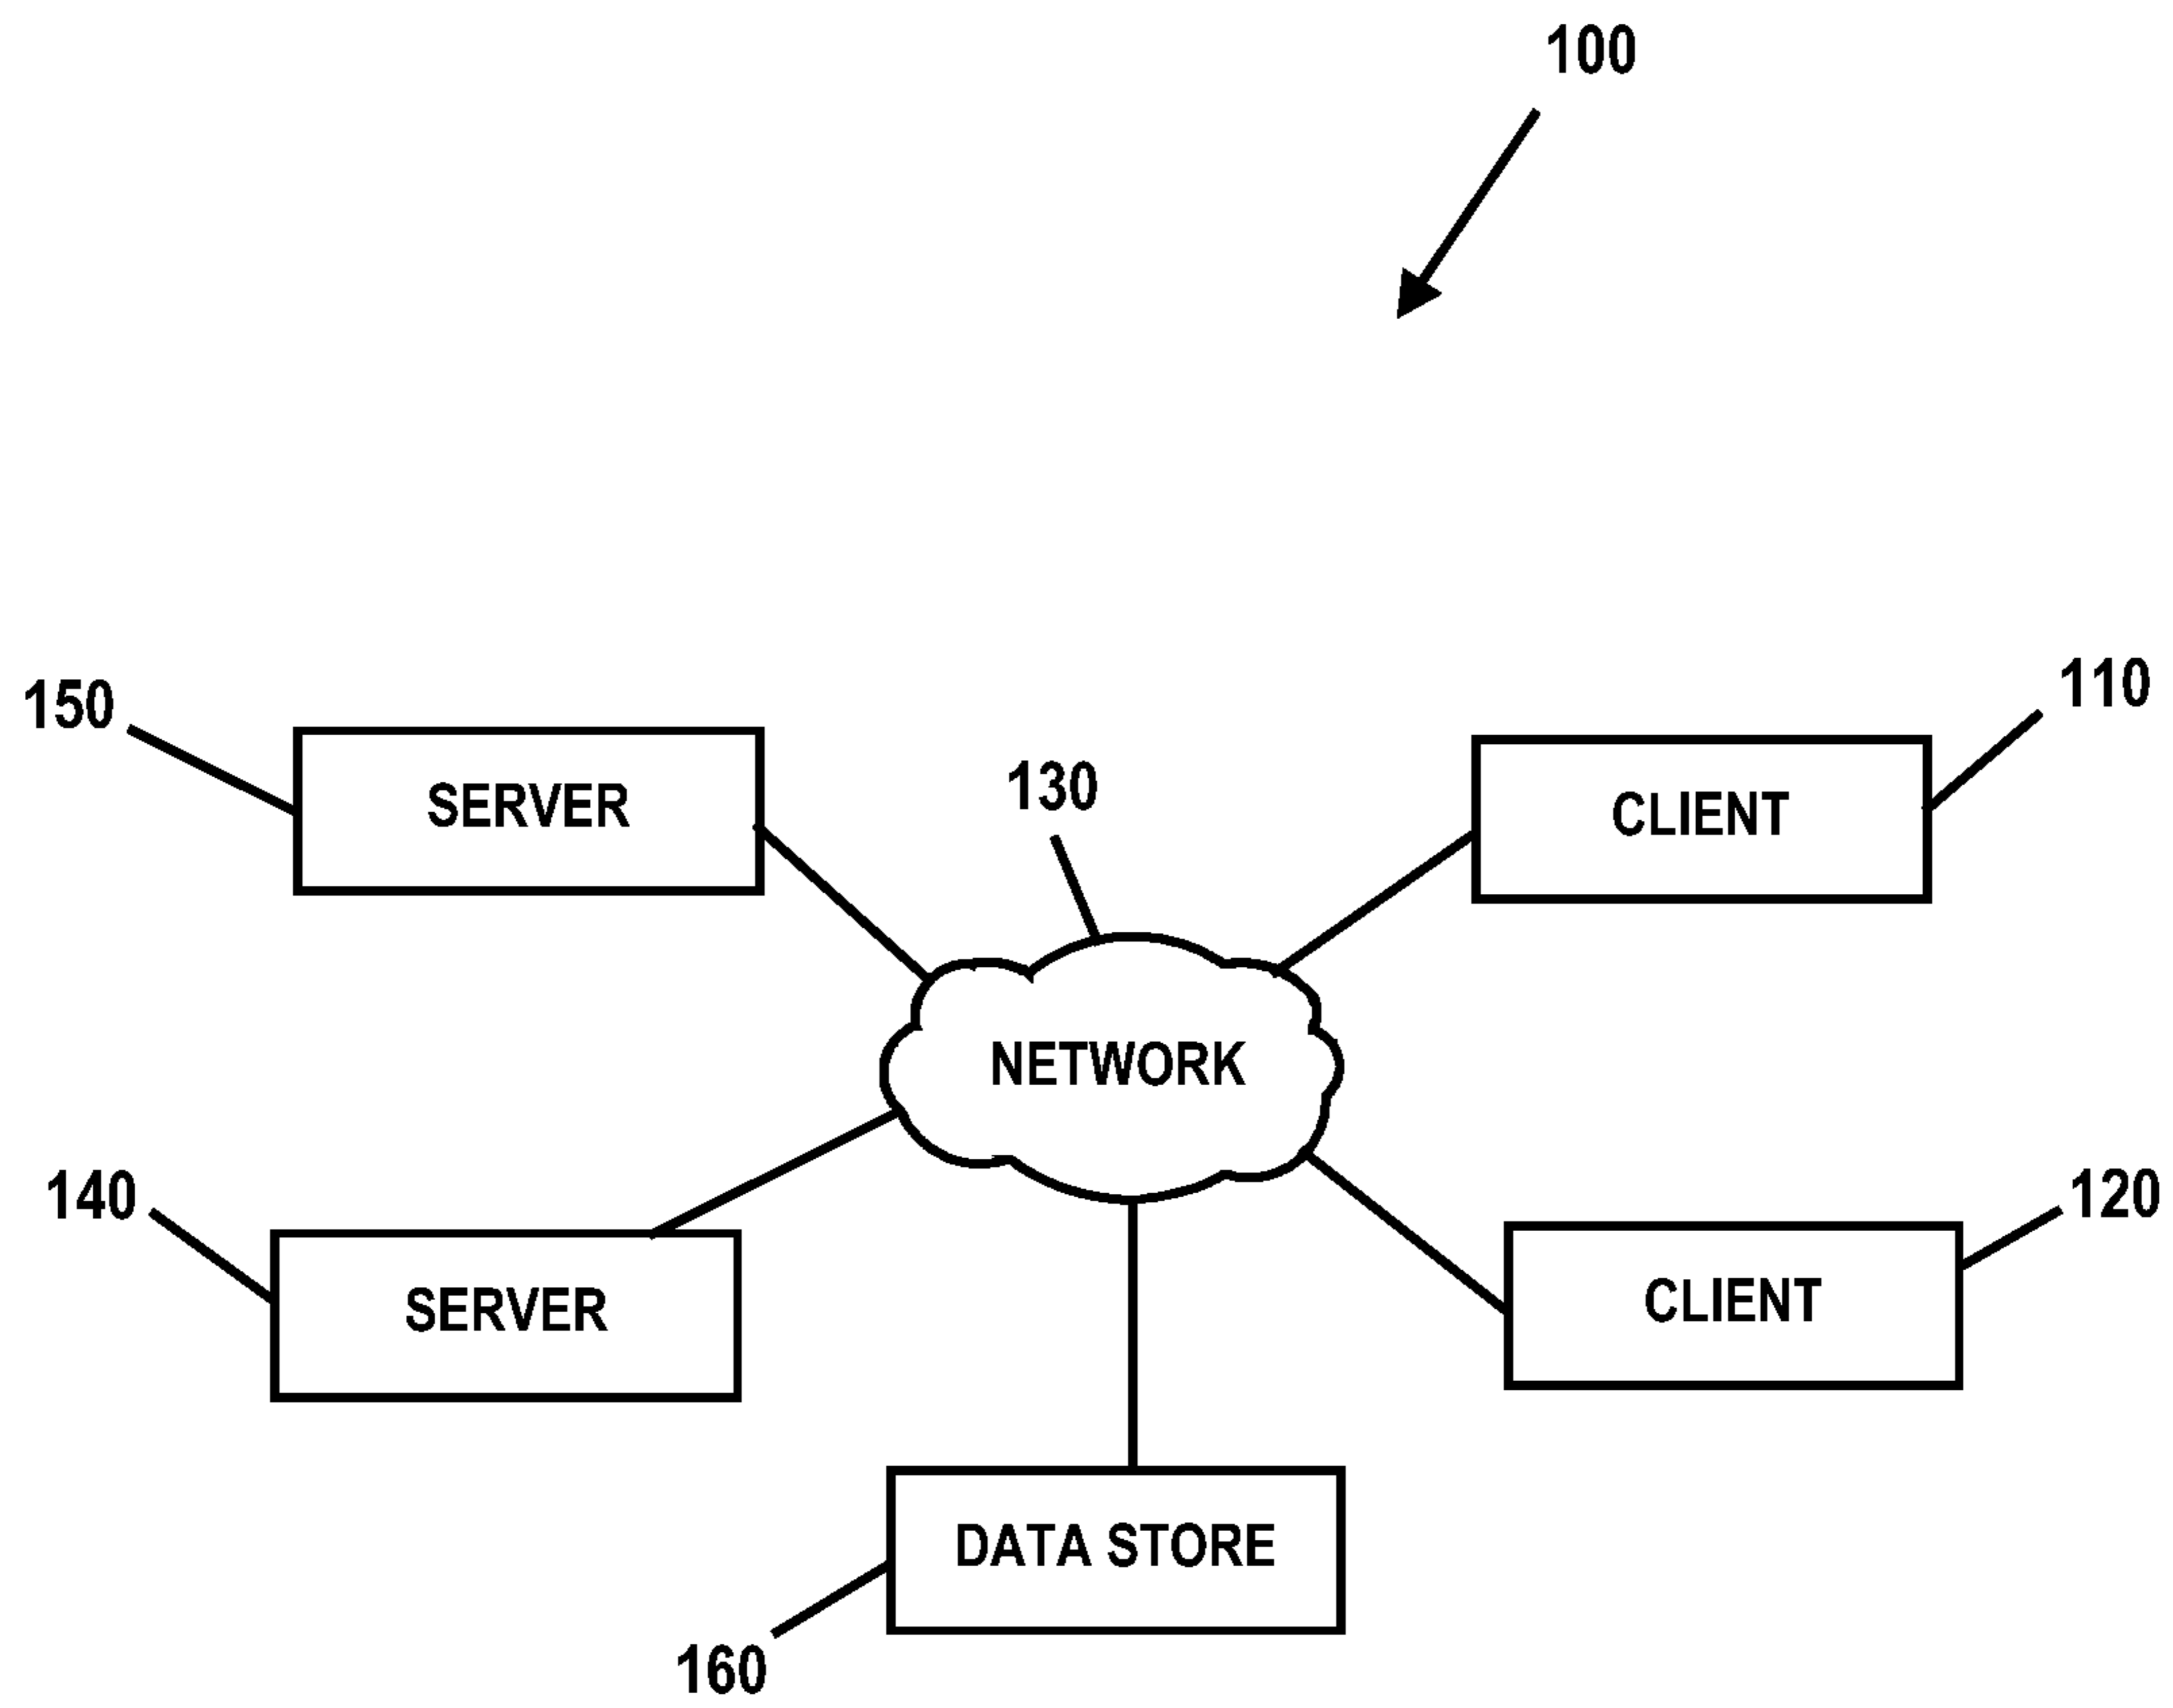 100
150
110
SERVER
130
CLIENT
NETWORK
140
120
SERVER
CLIENT
DATA STORE
160